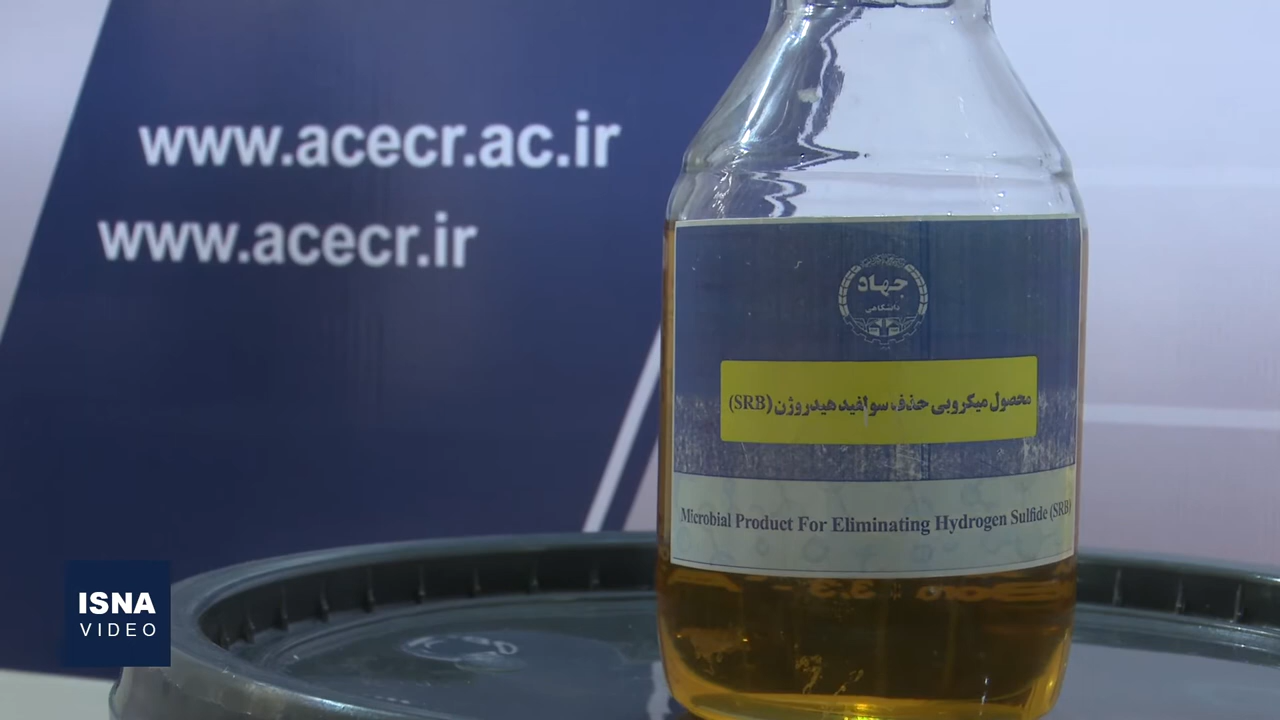 www.acecr.ac.ir
www.acecr.ir
جهاد
دانشگاهی
محصول میکروبی حذف سولفید هیدروژن (SRB)
Microbial Product For Eliminating Hydrogen Sulfide (SRB)
ISNA
VIDEO